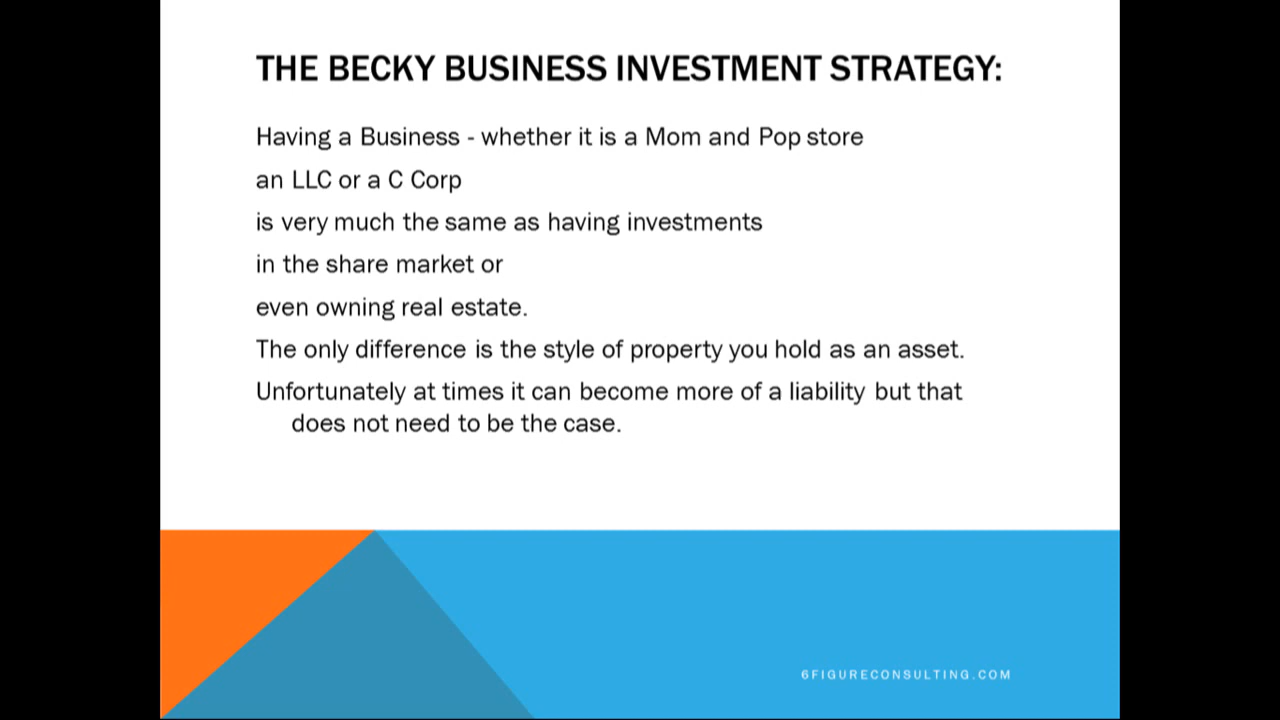 THE BECKY BUSINESS INVESTMENT STRATEGY:
Having a Business - whether it is a Mom and Pop store
an LLC or a C Corp
is very much the same as having investments
in the share market or
even owning real estate.
The only difference is the style of property you hold as an asset.
Unfortunately at times it can become more of a liability but that
does not need to be the case.
6FIGURECONSULTING.COM